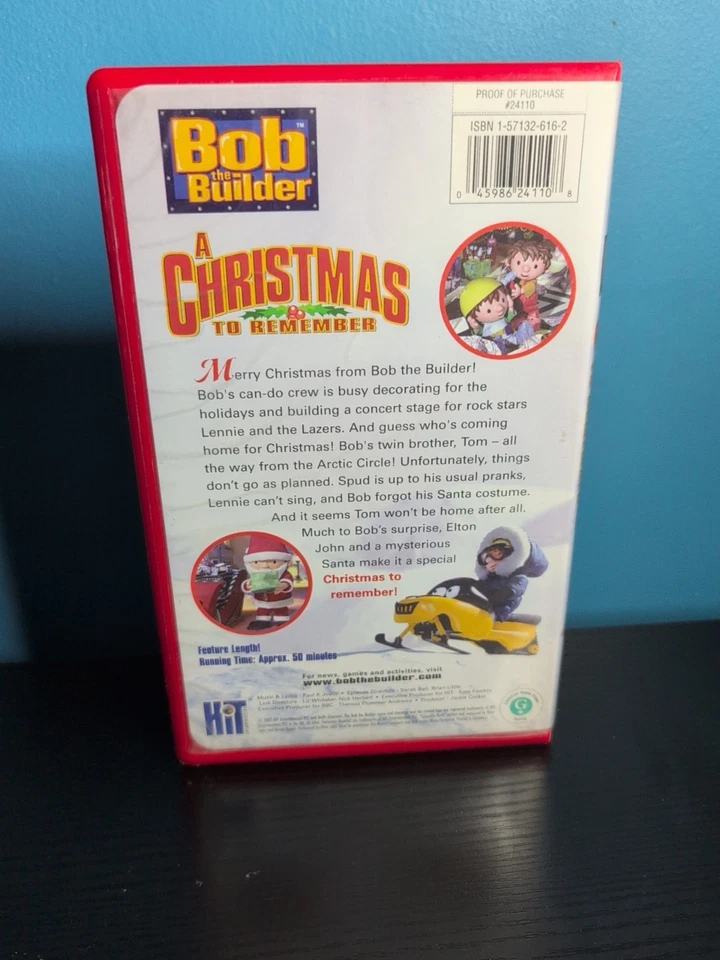 PROOF OF PURCHASE
#24110
ISBN 1-57132-616-2
0 45986 24110 8
Bob
the
Builder
™
A
CHRISTMAS
TO REMEMBER
Merry Christmas from Bob the Builder!
Bob's can-do crew is busy decorating for the
holidays and building a concert stage for rock stars
Lennie and the Lazers. And guess who's coming
home for Christmas! Bob's twin brother, Tom – all
the way from the Arctic Circle! Unfortunately, things
don't go as planned. Spud is up to his usual pranks,
Lennie can't sing, and Bob forgot his Santa costume.
And it seems Tom won't be home after all.
Much to Bob's surprise, Elton
John and a mysterious
Santa make it a special
Christmas to
remember!
Feature Length!
Running Time: Approx. 50 minutes
For news, games and activities, visit
www.bobthebuilder.com
HiT
G